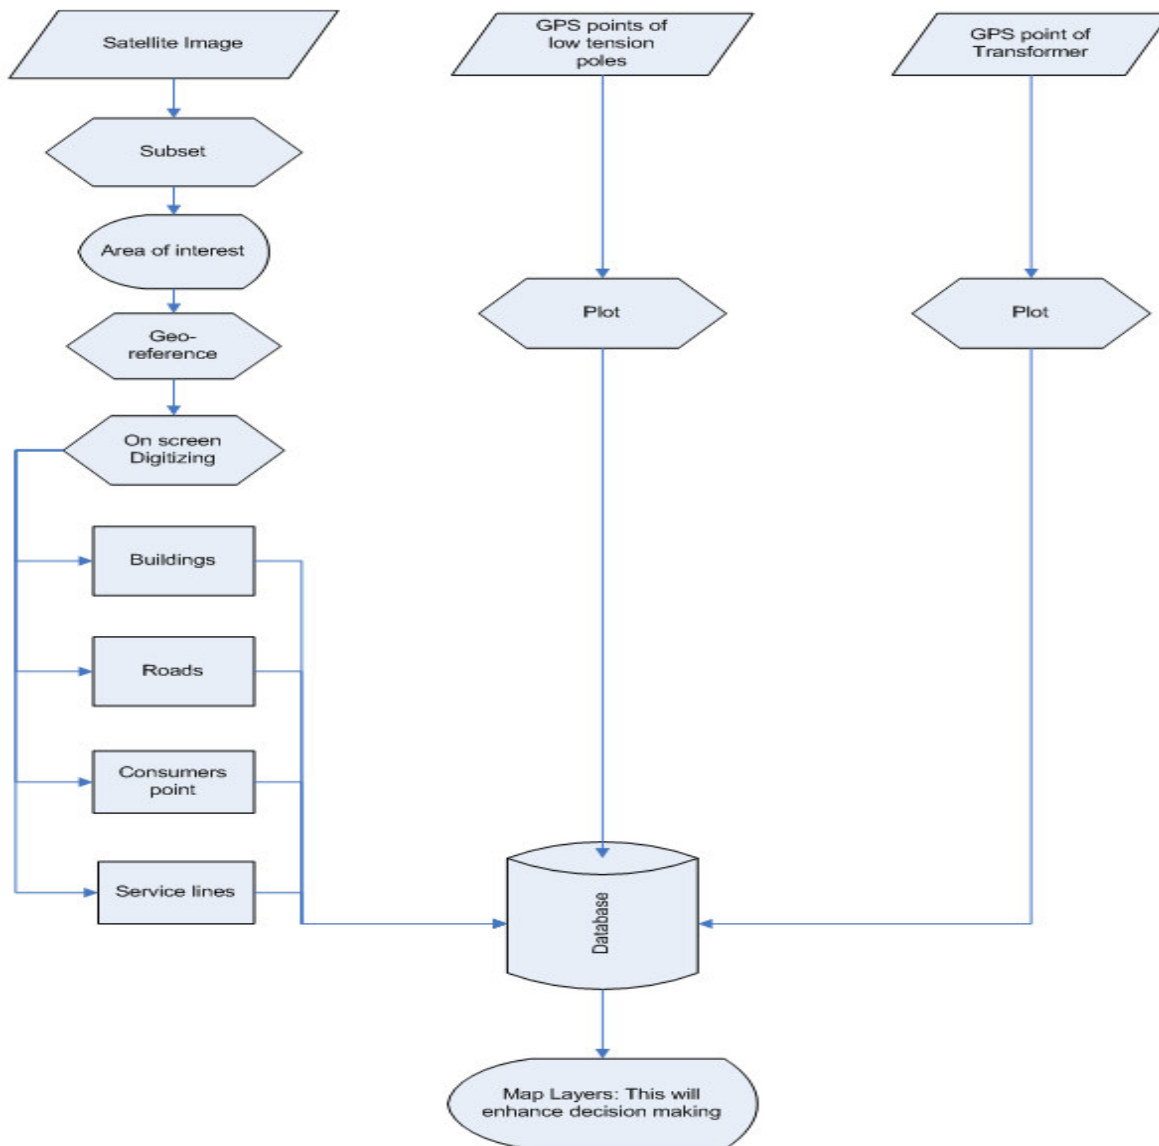 Satellite Image
GPS points of
low tension
poles
GPS point of
Transformer
Subset
Area of interest
Geo-
reference
Plot
Plot
On screen
Digitizing
Buildings
Roads
Consumers
point
Service lines
Database
Map Layers: This will
enhance decision making